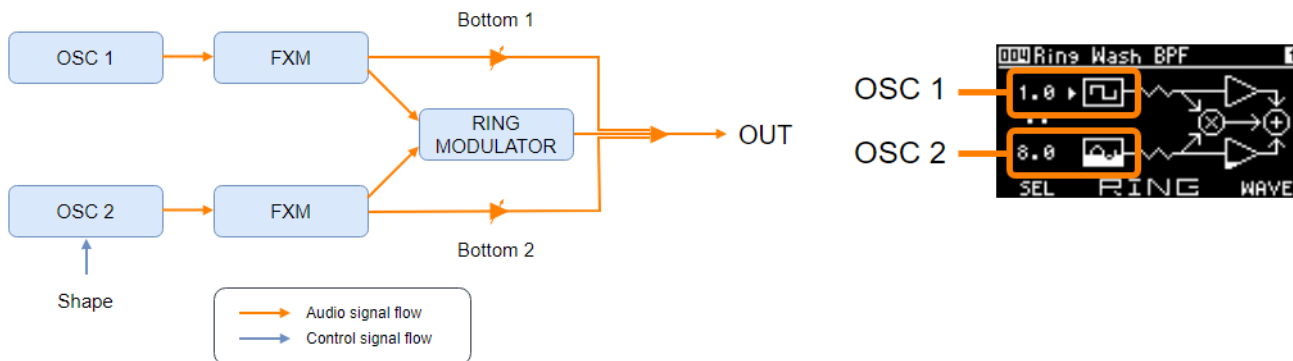 Bottom 1
OSC 1
FXM
RING
MODULATOR
OUT
OSC 2
FXM
Bottom 2
Shape
Audio signal flow
Control signal flow
OSC 1
OSC 2
004 Ring Wash BPF
1.0
8.0
SEL RING WAVE